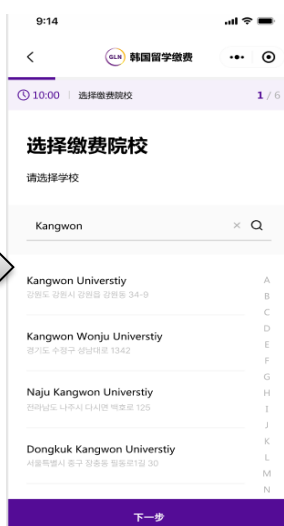 9:14
GLN 韩国留学缴费
10:00 选择缴费院校 1 / 6
选择缴费院校
请选择学校
Kangwon
Kangwon Universtiy
강원도 강원시 강원읍 강원동 34-9
Kangwon Wonju Universtiy
경기도 수정구 성남대로 1342
Naju Kangwon Universtiy
전라남도 나주시 다시면 백호로 125
Dongkuk Kangwon Universtiy
서울특별시 중구 장충동 필동로1길 30
A
B
C
D
E
F
G
H
I
J
K
L
M
N
下一步